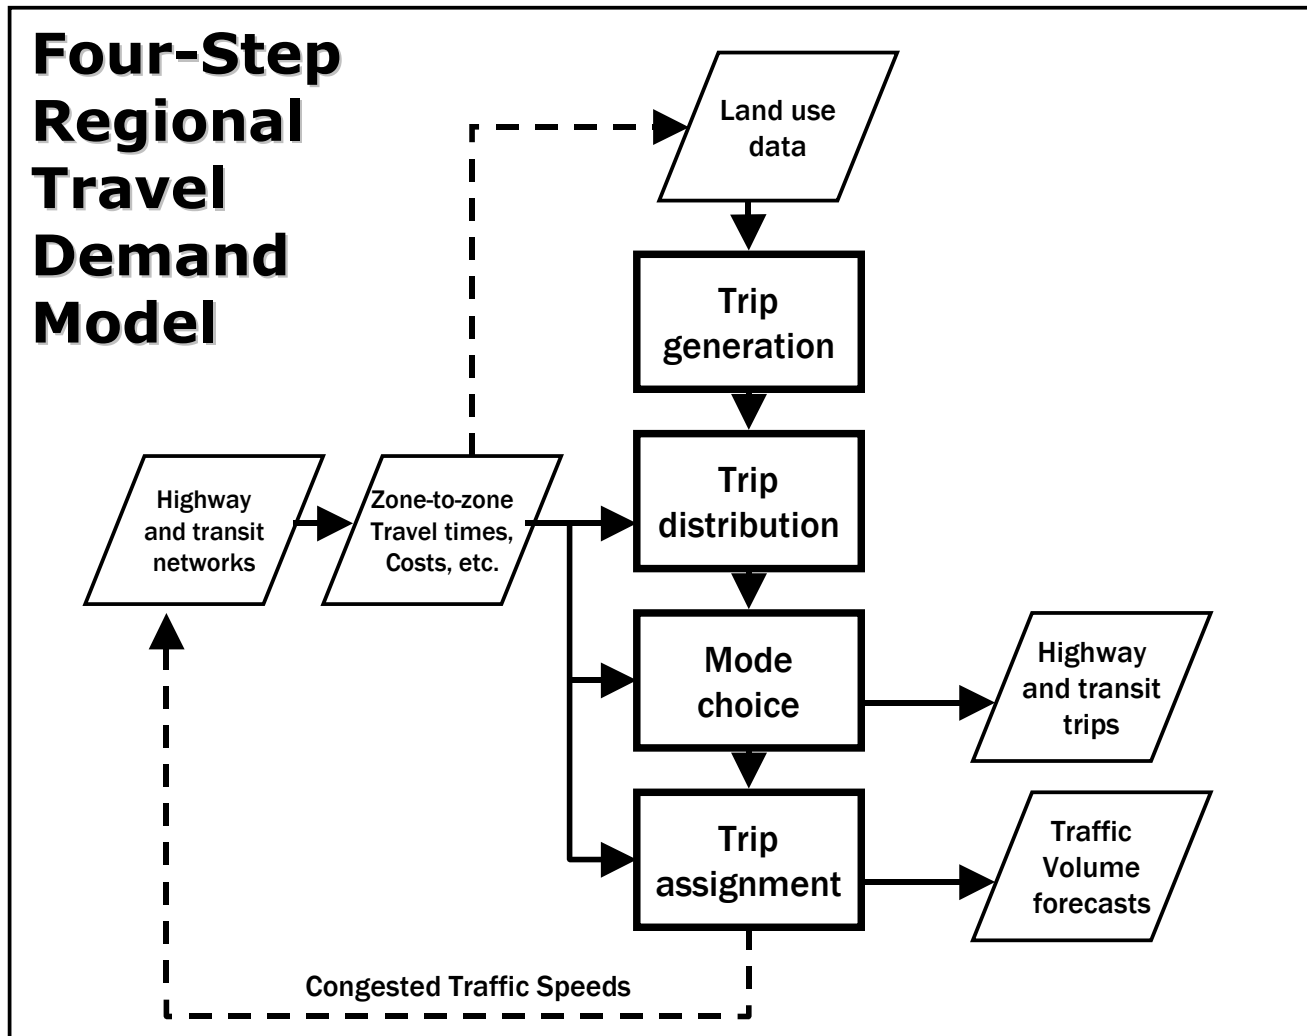 Four-Step
Regional
Travel
Demand
Model
Land use
data
Trip
generation
Trip
distribution
Highway
and transit
networks
Zone-to-zone
Travel times,
Costs, etc.
Mode
choice
Highway
and transit
trips
Trip
assignment
Traffic
Volume
forecasts
Congested Traffic Speeds